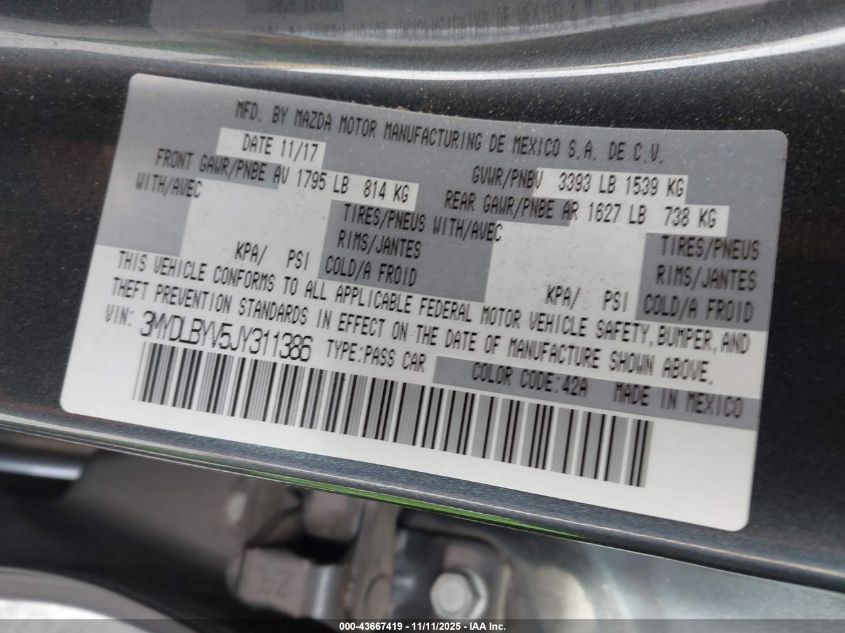 MFD. BY MAZDA MOTOR MANUFACTURING DE MEXICO S.A. DE C.V.
DATE 11/17
GVWR/PNBV 3393 LB 1539 KG
FRONT GAWR/PNBE AV 1795 LB 814 KG
REAR GAWR/PNBE AR 1627 LB 738 KG
WITH/AVEC
TIRES/PNEUS
WITH/AVEC
TIRES/PNEUS
RIMS/JANTES
RIMS/JANTES
KPA/ PSI COLD/A FROID
KPA/ PSI COLD/A FROID
THIS VEHICLE CONFORMS TO ALL APPLICABLE FEDERAL MOTOR VEHICLE SAFETY, BUMPER, AND
THEFT PREVENTION STANDARDS IN EFFECT ON THE DATE OF MANUFACTURE SHOWN ABOVE.
VIN: 3MYDLBYV5JY311386 TYPE:PASS CAR
COLOR CODE:42A MADE IN MEXICO
000-43667419 - 11/11/2025 - IAA Inc.